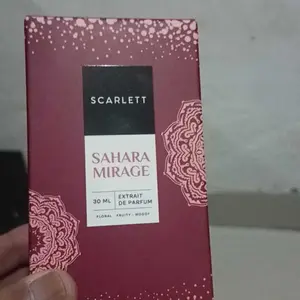 SCARLETT
SAHARA
MIRAGE
30 ML
EXTRAIT
DE PARFUM
FLORAL · FRUITY · WOODY